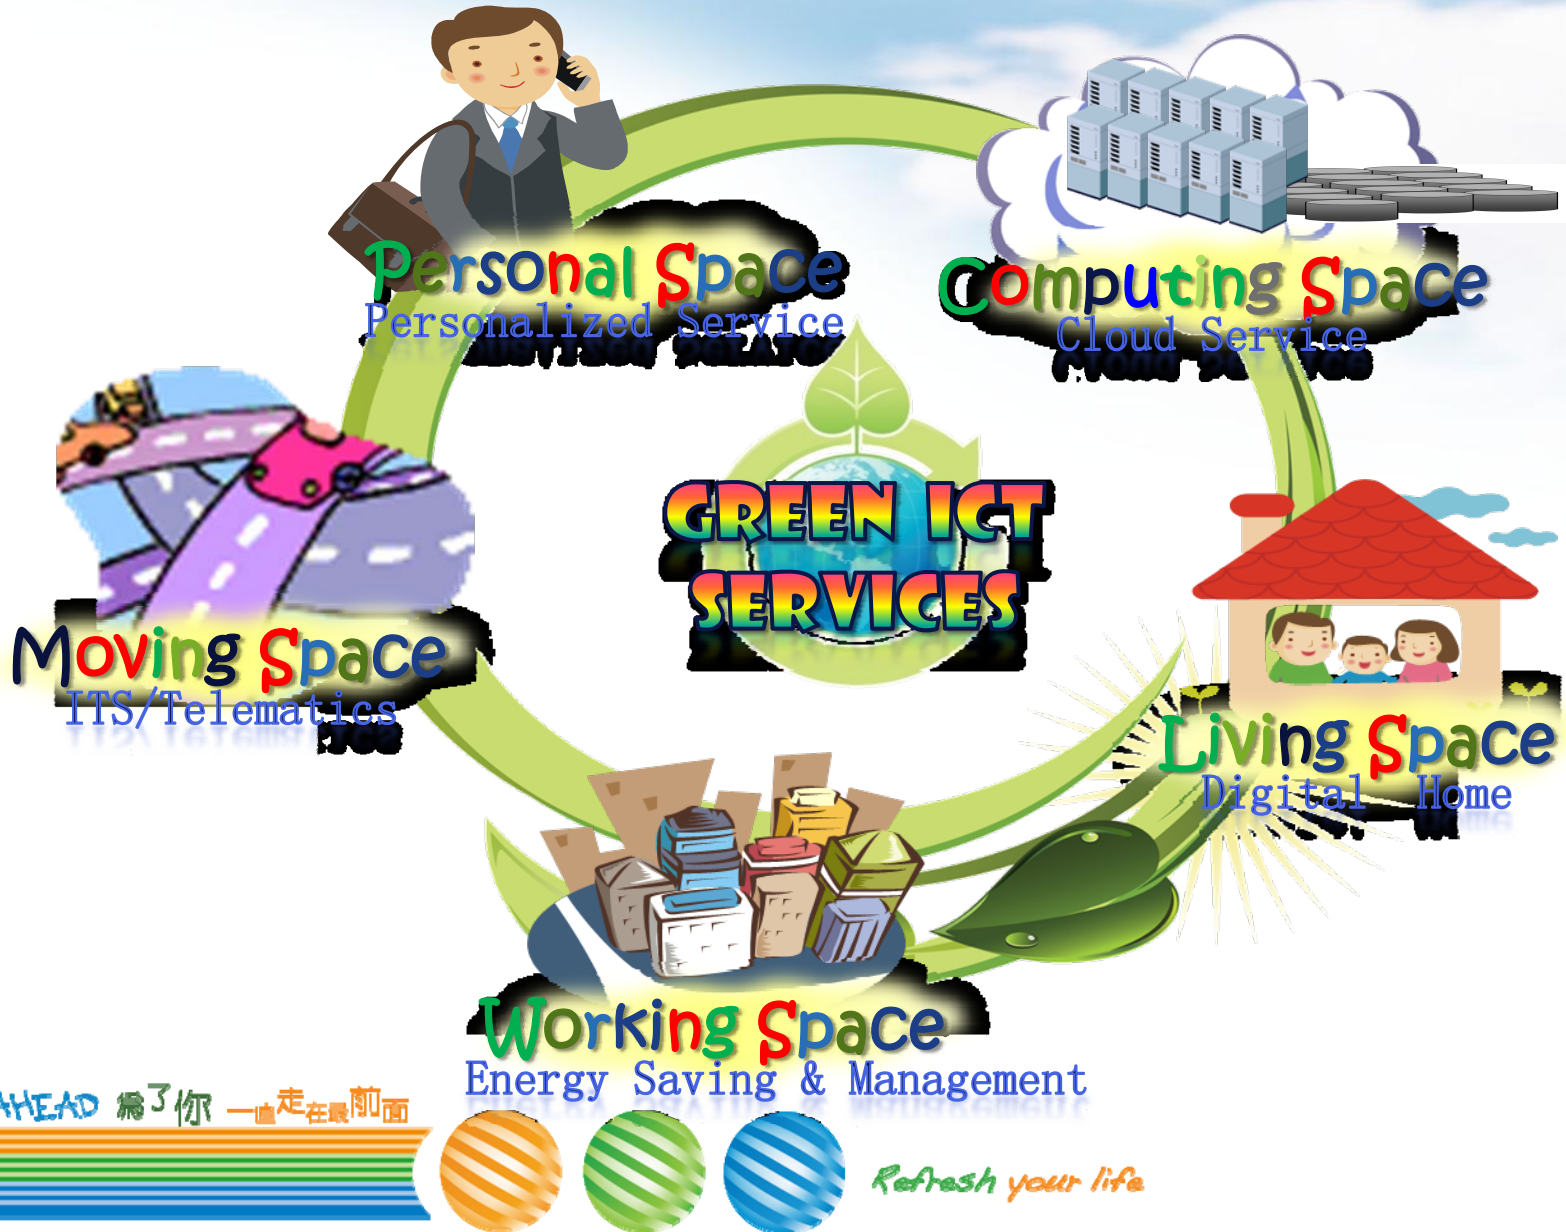 Personal Space
Personalized Service
Computing Space
Cloud Service
GREEN ICT
SERVICES
Moving Space
ITS/Telematics
Living Space
Digital Home
Working Space
Energy Saving & Management
AHEAD 為了你 一直走在最前面
Refresh your life